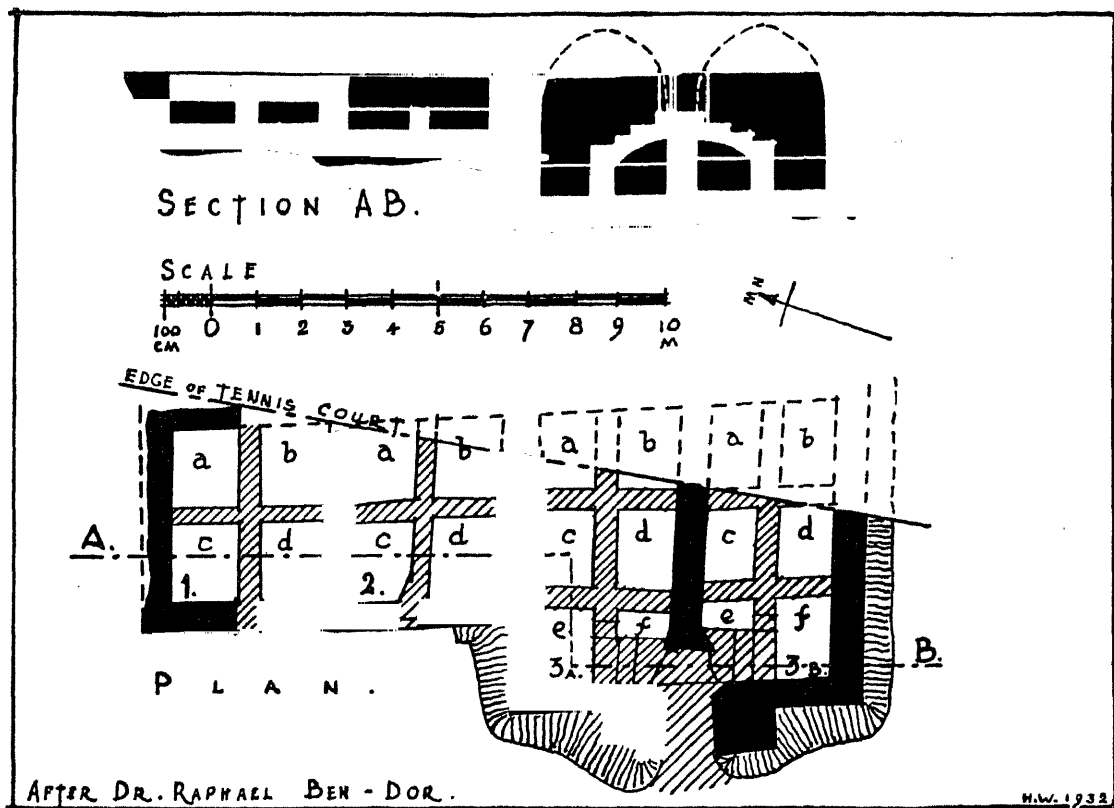 SECTION AB.
SCALE
100 0 1 2 3 4 5 6 7 8 9 10
CM M
MN
EDGE OF TENNIS COURT
a b a b a b a b
c d c d c d c d
A.
1. 2.
e f e f
3A. 3B. B.
PLAN.
AFTER DR. RAPHAEL BEN-DOR.
H.W. 1932